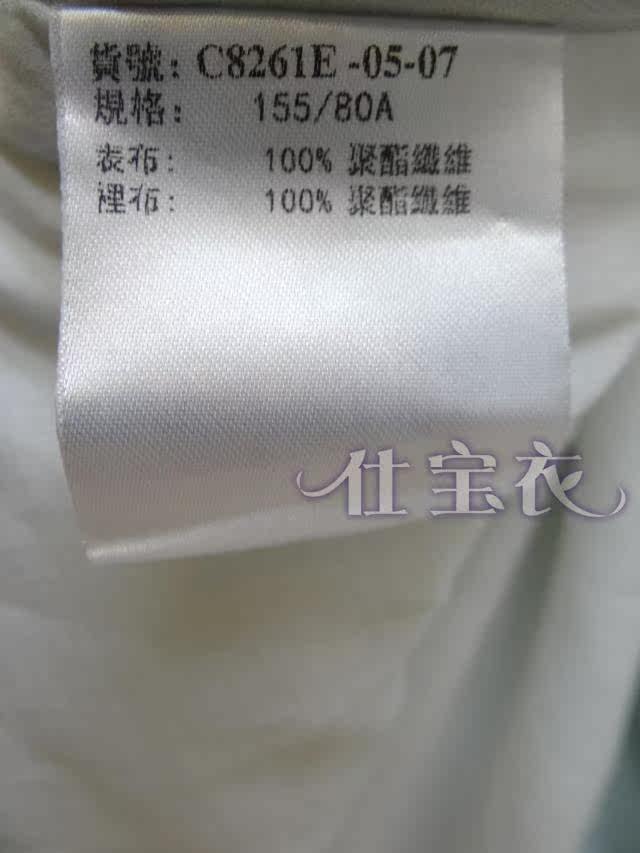 貨號: C8261E -05-07
規格: 155/80A
表布: 100% 聚酯纖維
裡布: 100% 聚酯纖維
仕宝衣